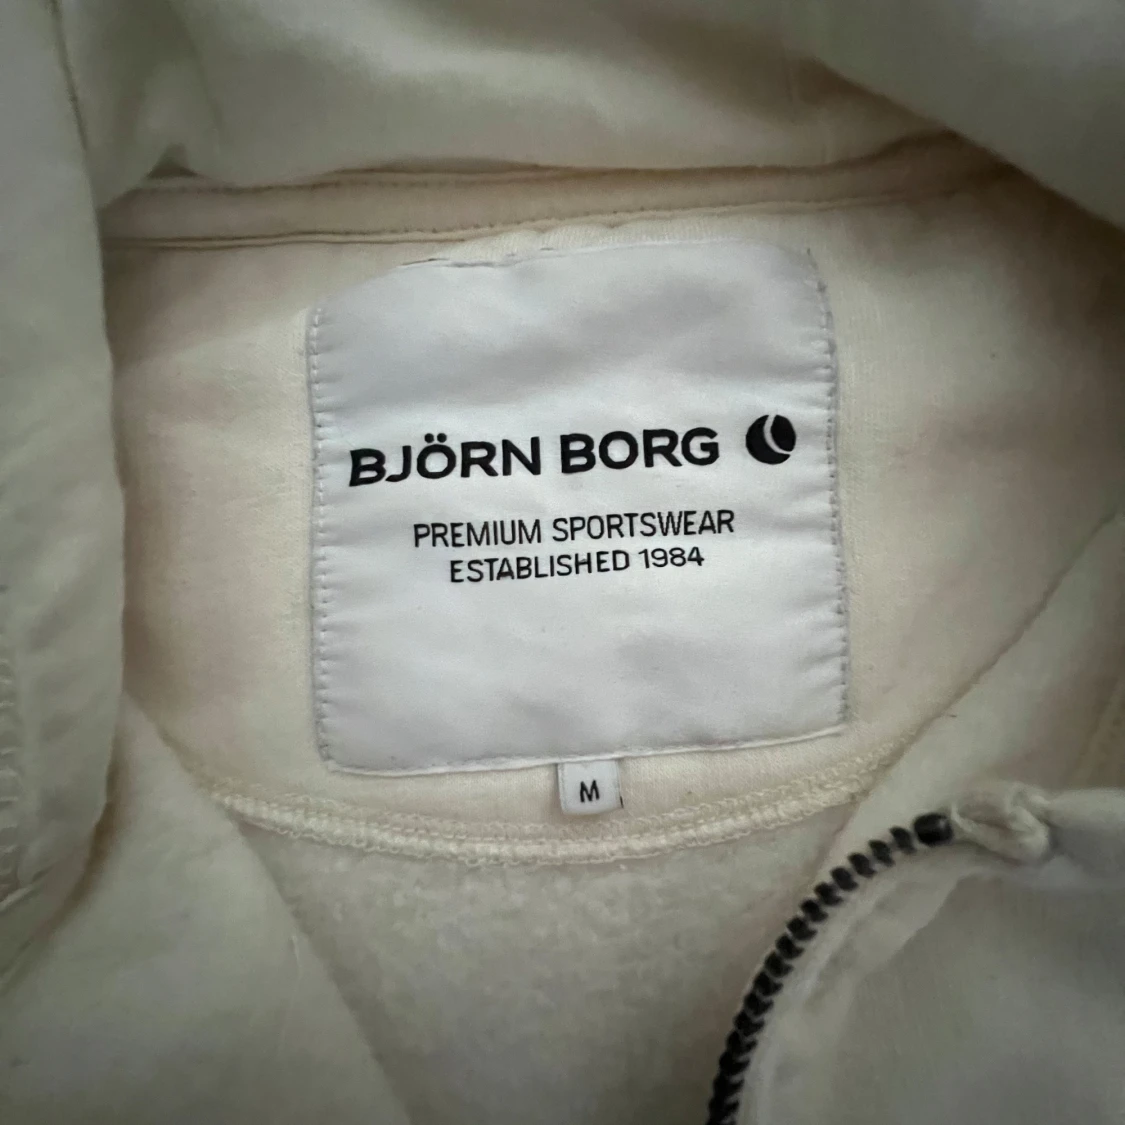 BJÖRN BORG
PREMIUM SPORTSWEAR
ESTABLISHED 1984
M